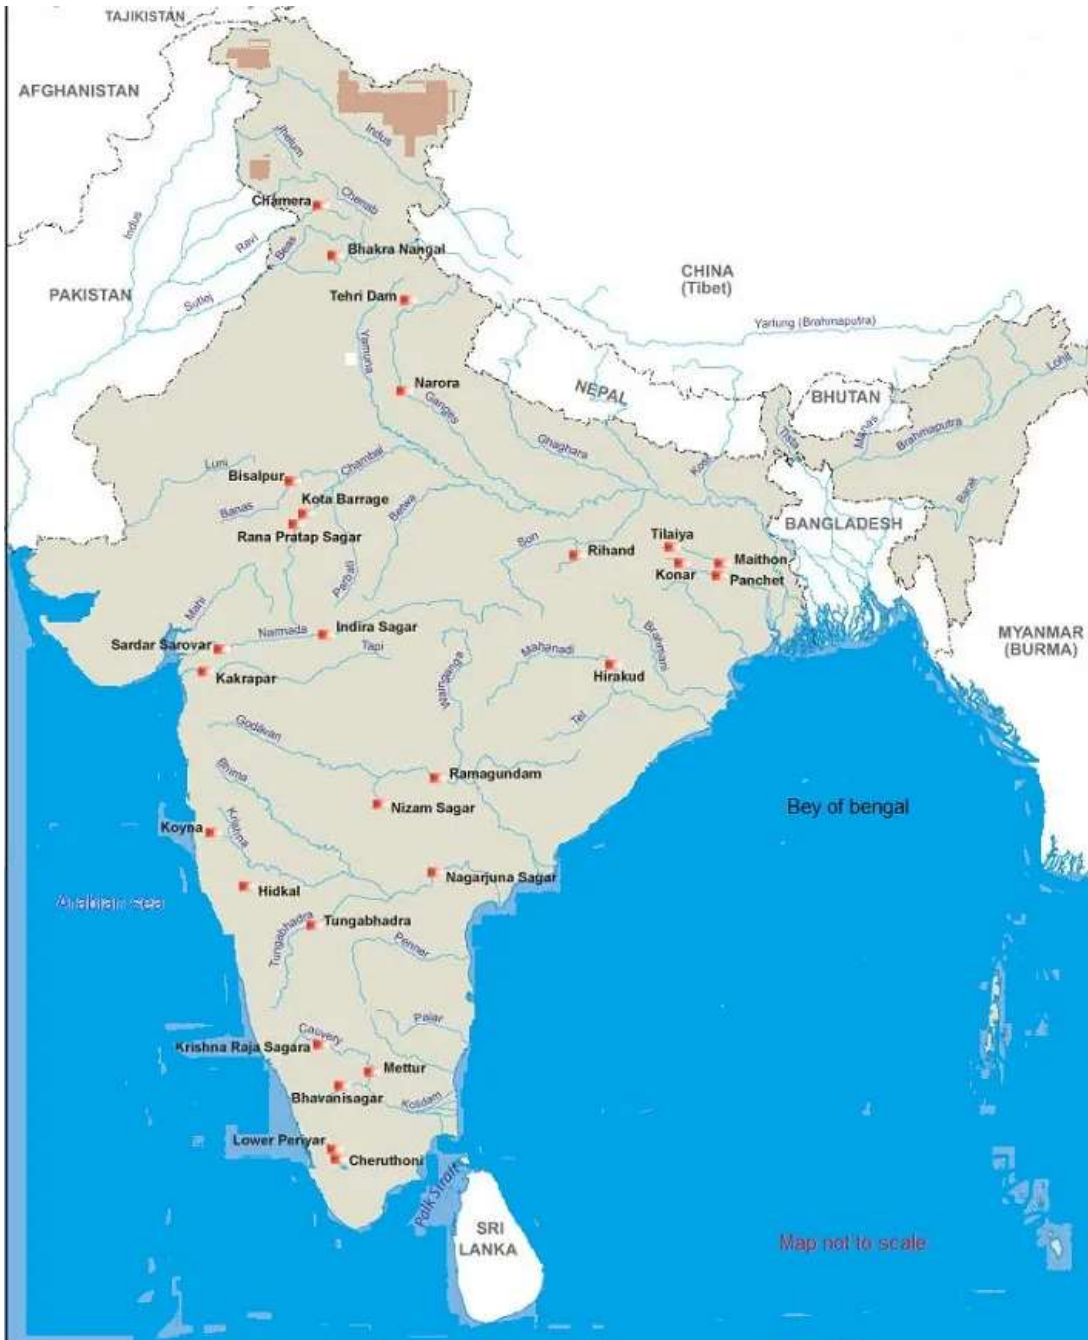 TAJIKISTAN
AFGHANISTAN
Indus
Jhelum
Chamera
Chenab
Indus
Ravi
Beas
Bhakra Nangal
PAKISTAN
Sutlej
Tehri Dam
CHINA
(Tibet)
Yarlung (Brahmaputra)
Yamuna
Narora
Ganges
NEPAL
BHUTAN
Lohit
Ghaghara
Tista
Manas
Brahmaputra
Luni
Chambal
Kosi
Bisalpur
Kota Barrage
Banas
Betwa
Barak
Rana Pratap Sagar
BANGLADESH
Son
Rihand
Tilaiya
Maithon
Konar
Panchet
Parbati
Mahi
Narmada
Indira Sagar
Sardar Sarovar
Tapi
Kakrapar
MYANMAR
(BURMA)
Wainganga
Mahanadi
Brahmani
Hirakud
Tel
Godavari
Bhima
Ramagundam
Nizam Sagar
Bey of bengal
Koyna
Krishna
Nagarjuna Sagar
Hidkal
Arabian sea
Tungabhadra
Tungabhadra
Penner
Palar
Cauvery
Krishna Raja Sagara
Mettur
Bhavanisagar
Kollidam
Lower Periyar
Cheruthoni
Palk Strait
SRI
LANKA
Map not to scale